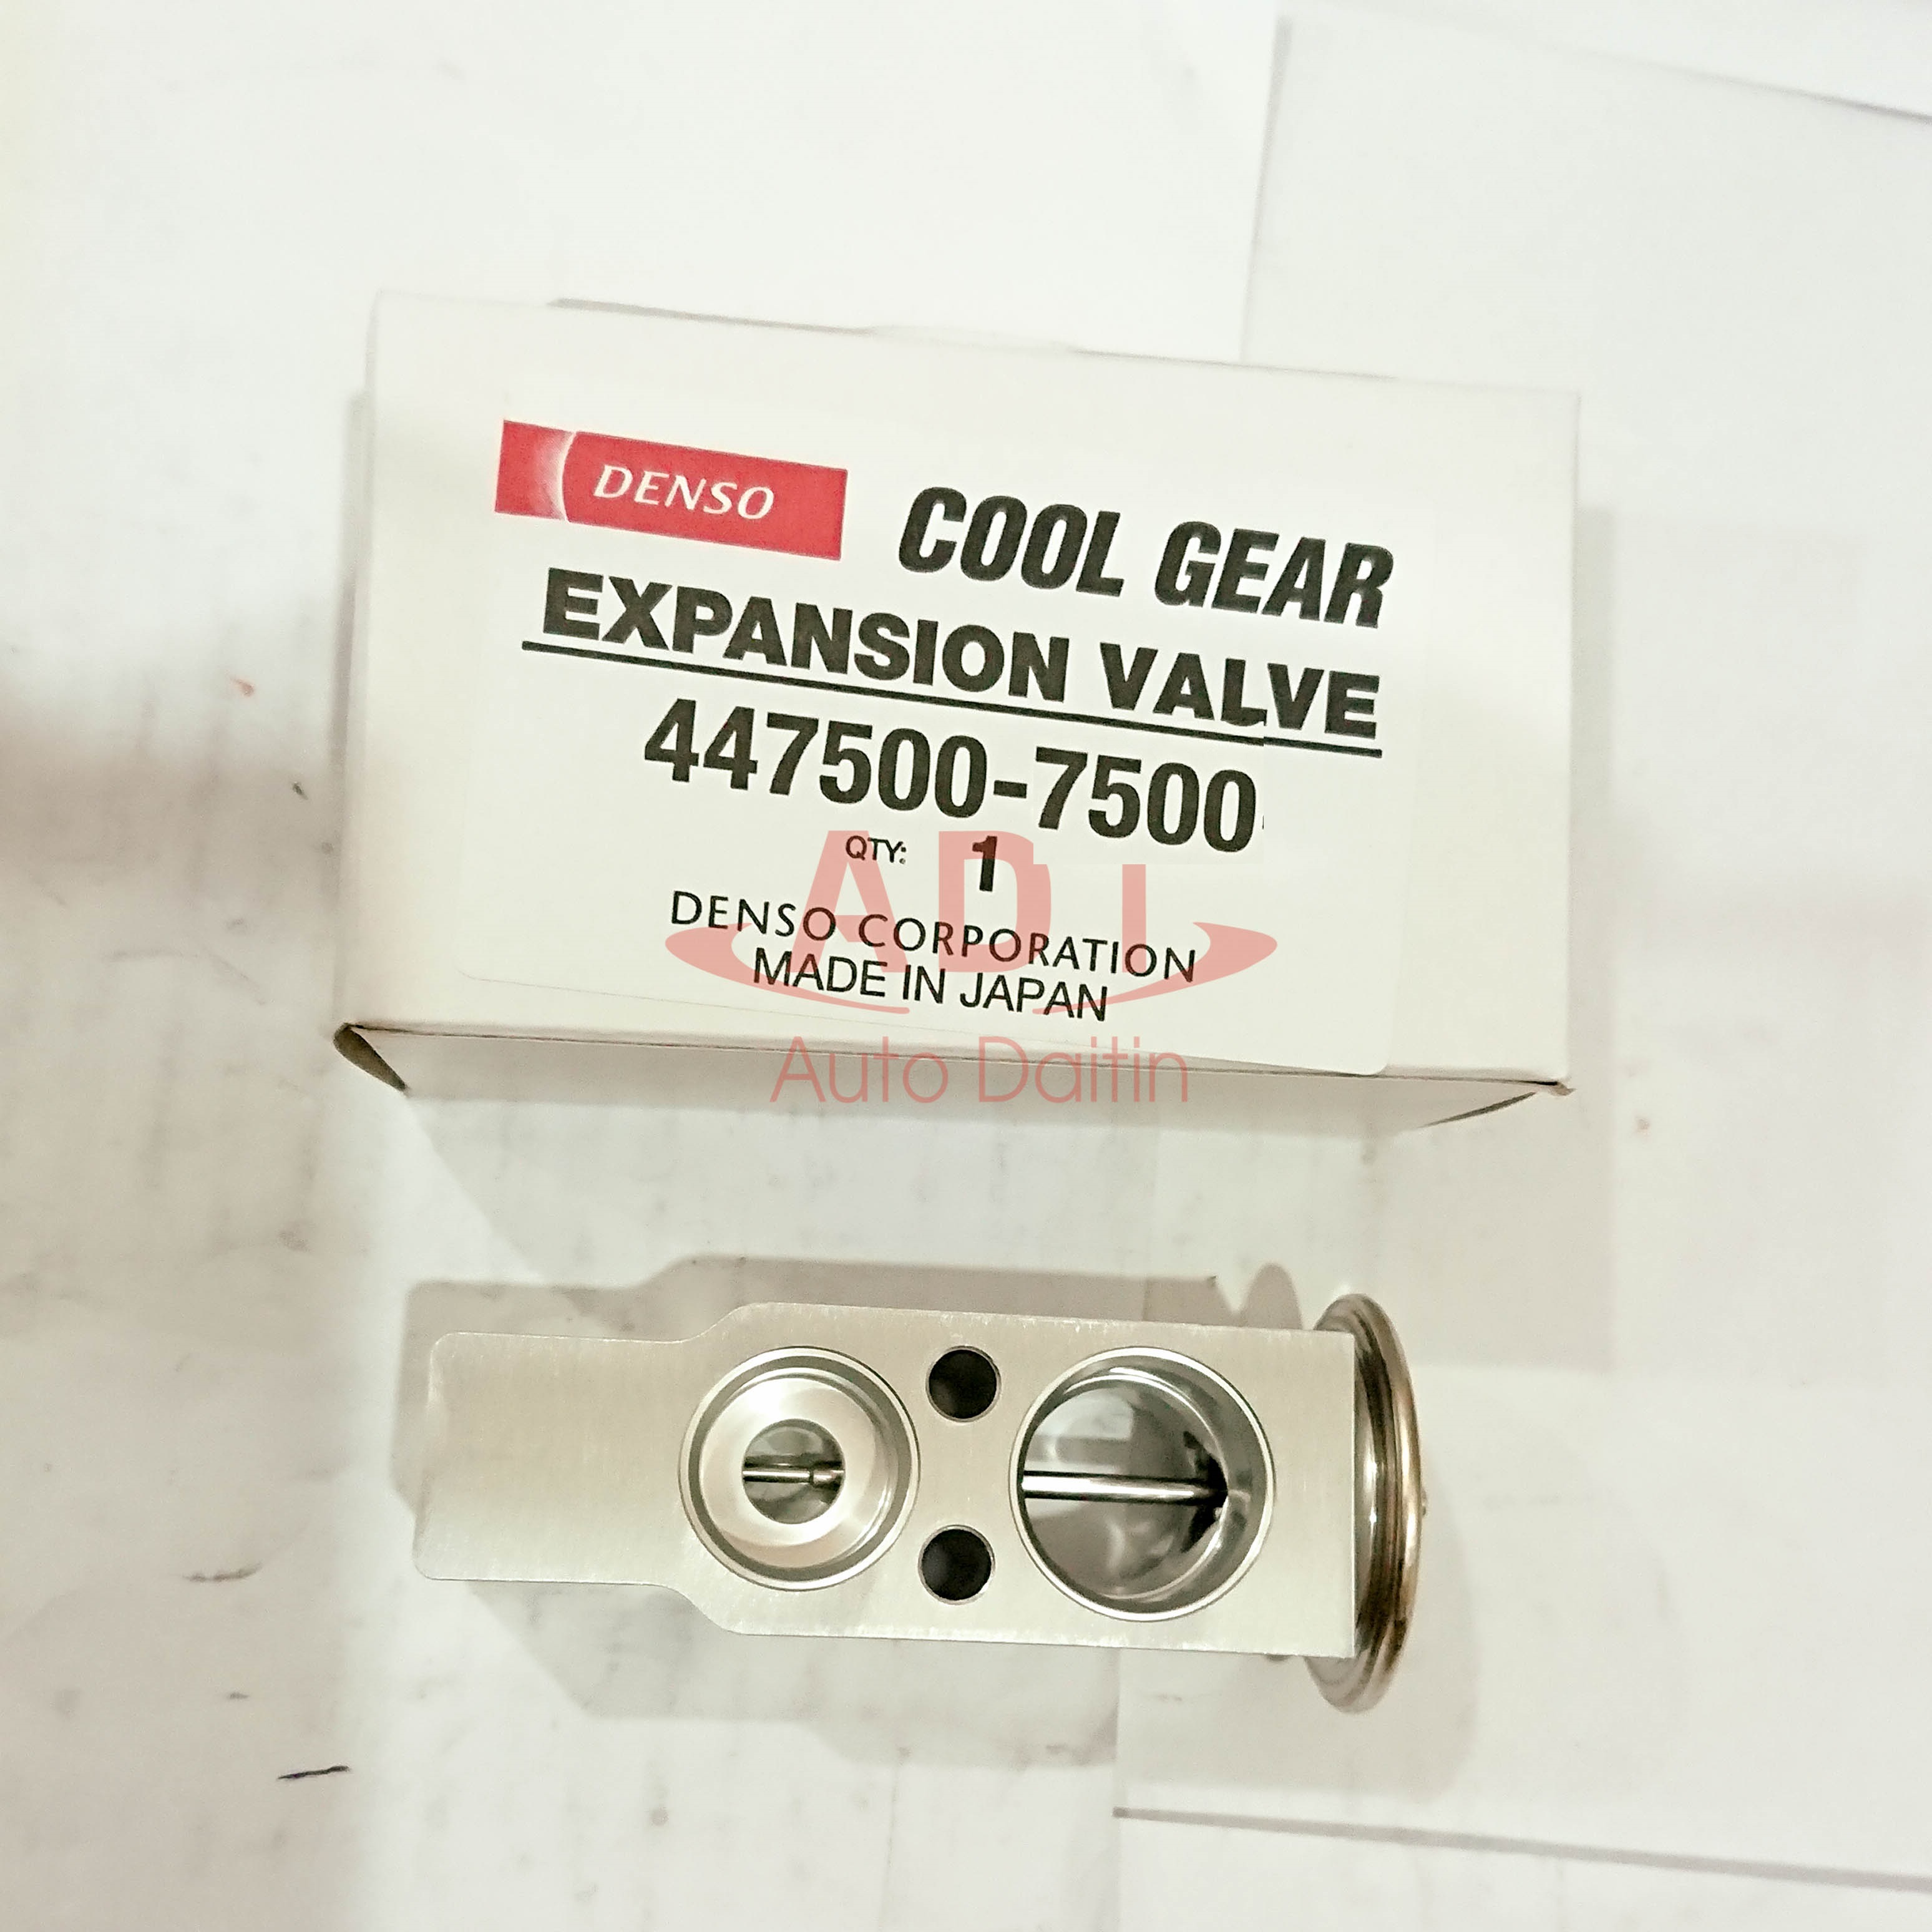 DENSO COOL GEAR
EXPANSION VALVE
447500-7500
QTY: 1
DENSO CORPORATION
MADE IN JAPAN
ADT
Auto Daitin